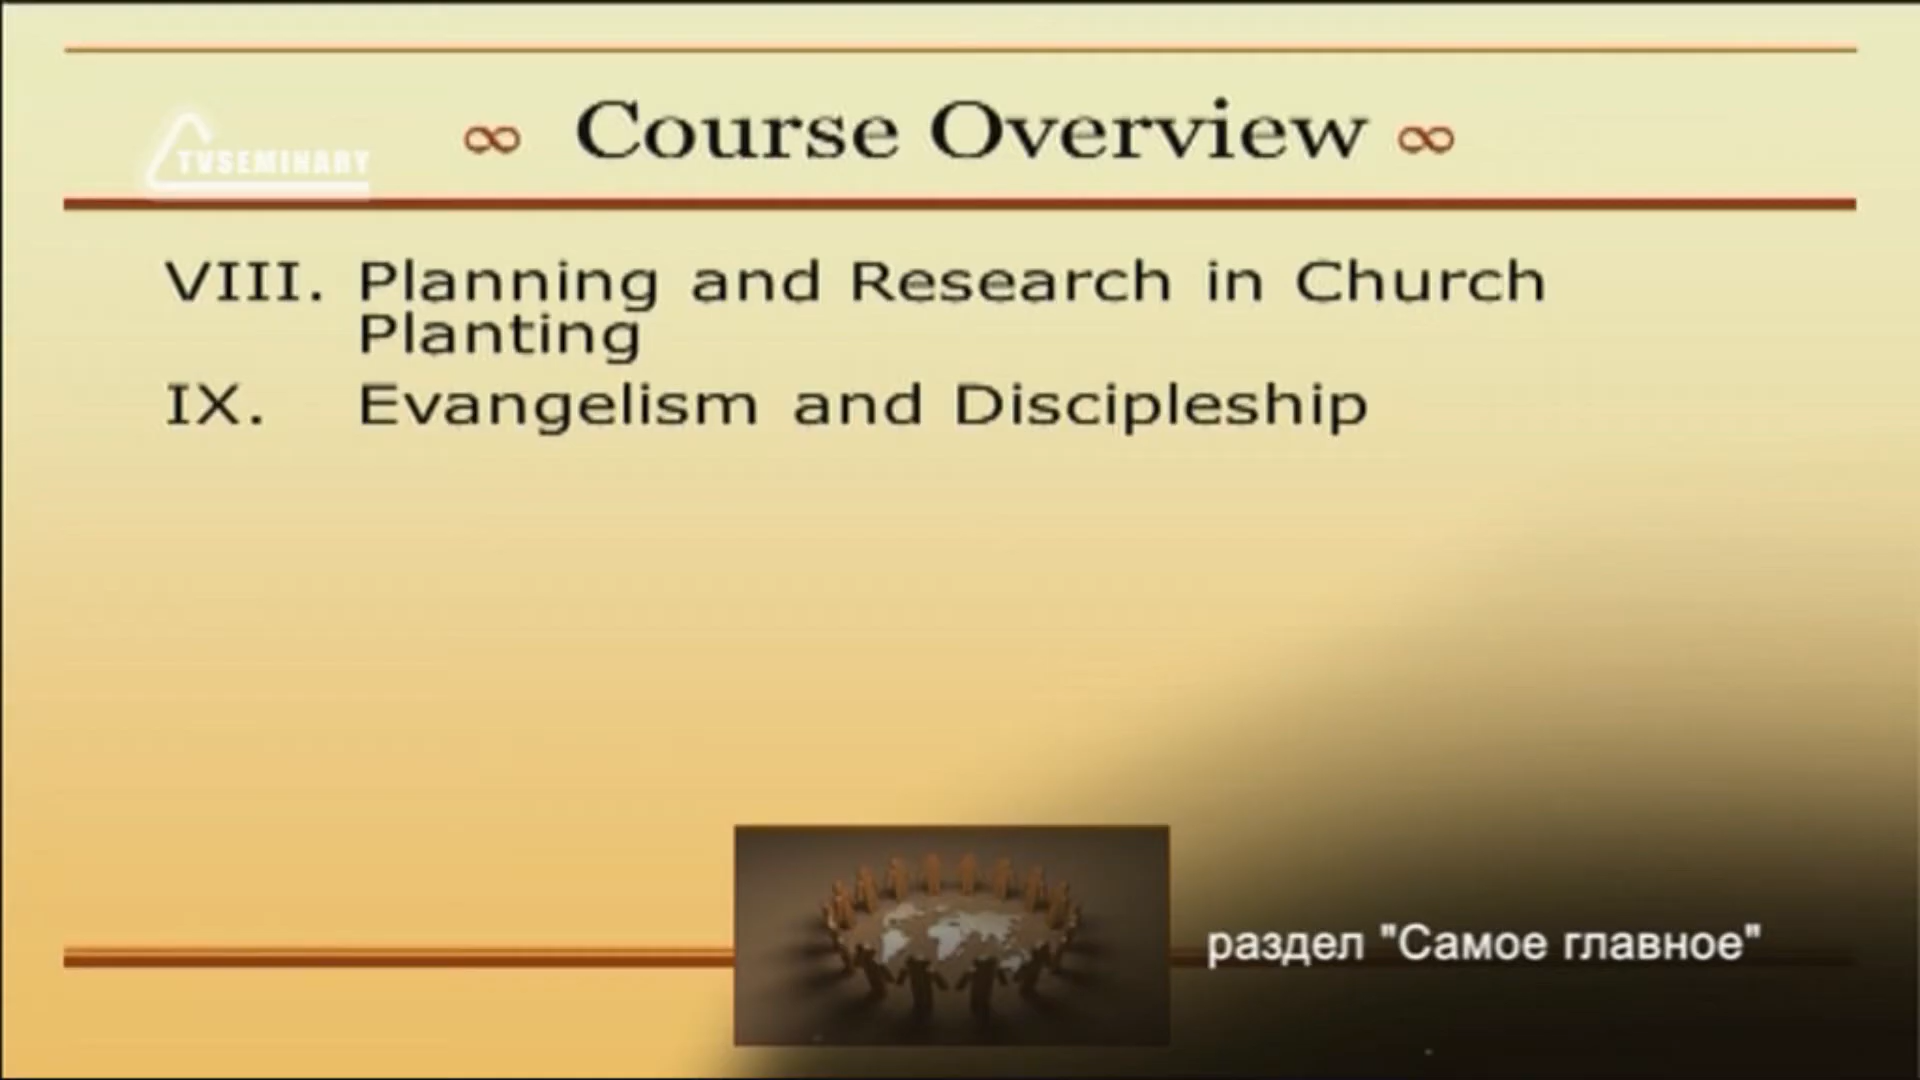 TVSEMINARY
∞ Course Overview ∞
VIII. Planning and Research in Church
Planting
IX. Evangelism and Discipleship
раздел "Самое главное"